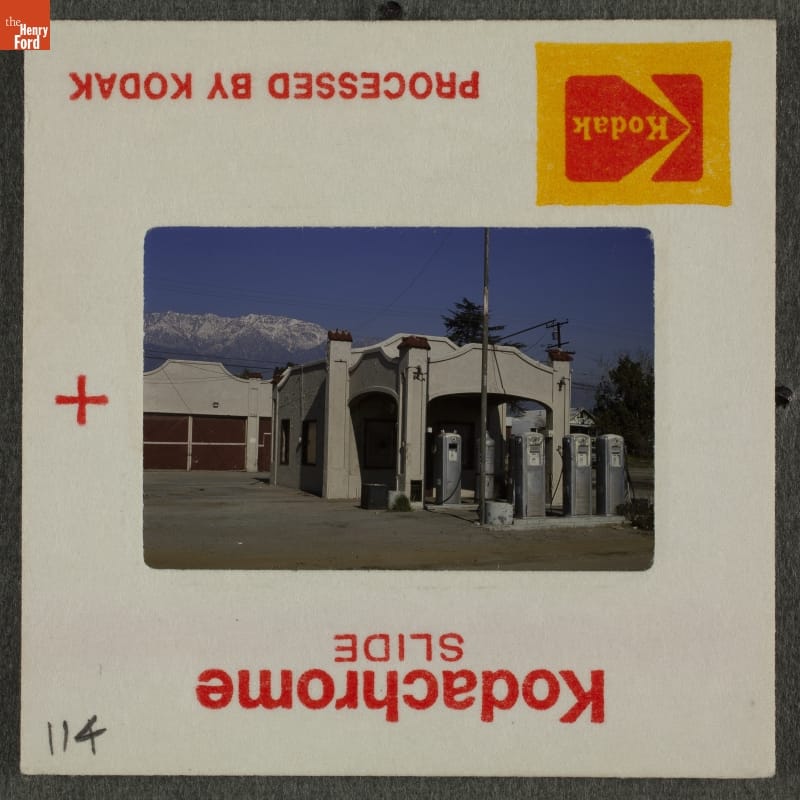 the
Henry
Ford
PROCESSED BY KODAK
Kodak
SLIDE
Kodachrome
114